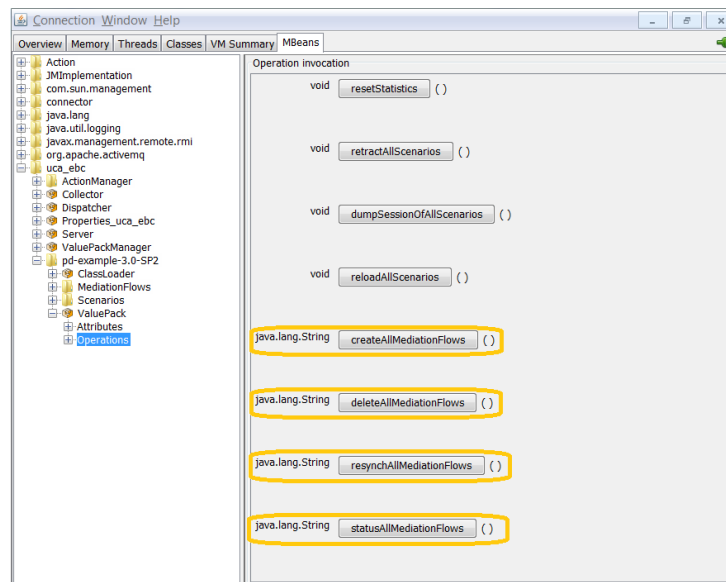 Connection Window Help
Overview Memory Threads Classes VM Summary MBeans
Action
JMImplementation
com.sun.management
connector
java.lang
java.util.logging
javax.management.remote.rmi
org.apache.activemq
uca_ebc
ActionManager
Collector
Dispatcher
Properties_uca_ebc
Server
ValuePackManager
pd-example-3.0-SP2
ClassLoader
MediationFlows
Scenarios
ValuePack
Attributes
Operations
Operation invocation
void resetStatistics ( )
void retractAllScenarios ( )
void dumpSessionOfAllScenarios ( )
void reloadAllScenarios ( )
java.lang.String createAllMediationFlows ( )
java.lang.String deleteAllMediationFlows ( )
java.lang.String resynchAllMediationFlows ( )
java.lang.String statusAllMediationFlows ( )